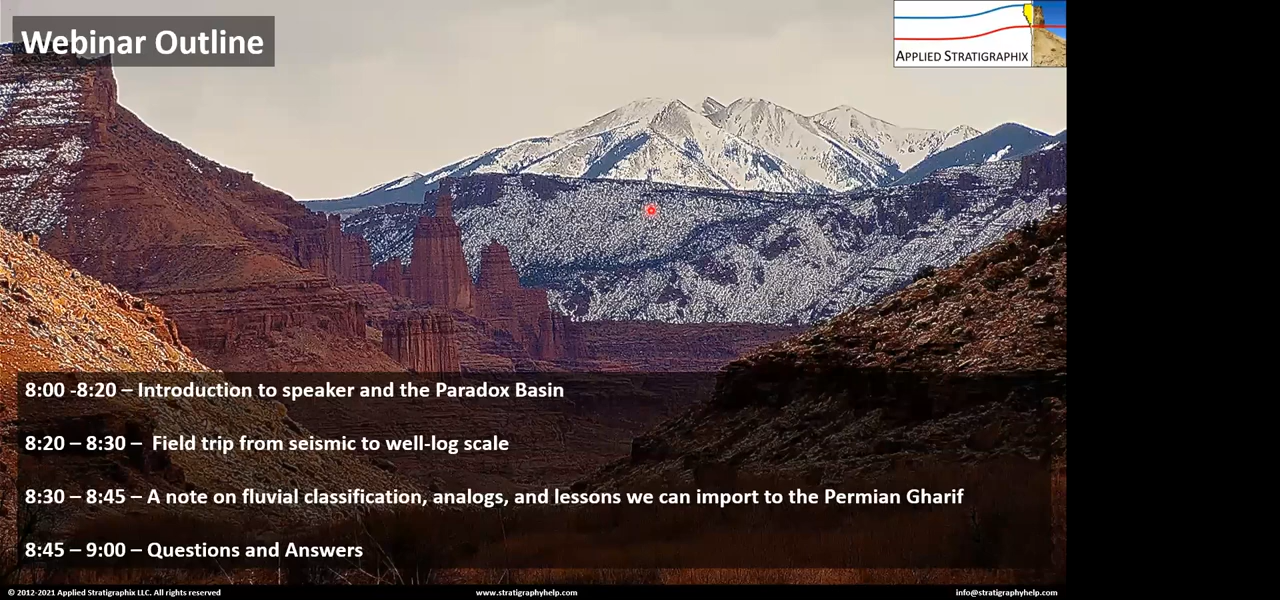 Webinar Outline
APPLIED STRATIGRAPHIX
8:00 -8:20 – Introduction to speaker and the Paradox Basin
8:20 – 8:30 –  Field trip from seismic to well-log scale
8:30 – 8:45 – A note on fluvial classification, analogs, and lessons we can import to the Permian Gharif
8:45 – 9:00 – Questions and Answers
© 2012-2021 Applied Stratigraphix LLC. All rights reserved
www.stratigraphyhelp.com
info@stratigraphyhelp.com